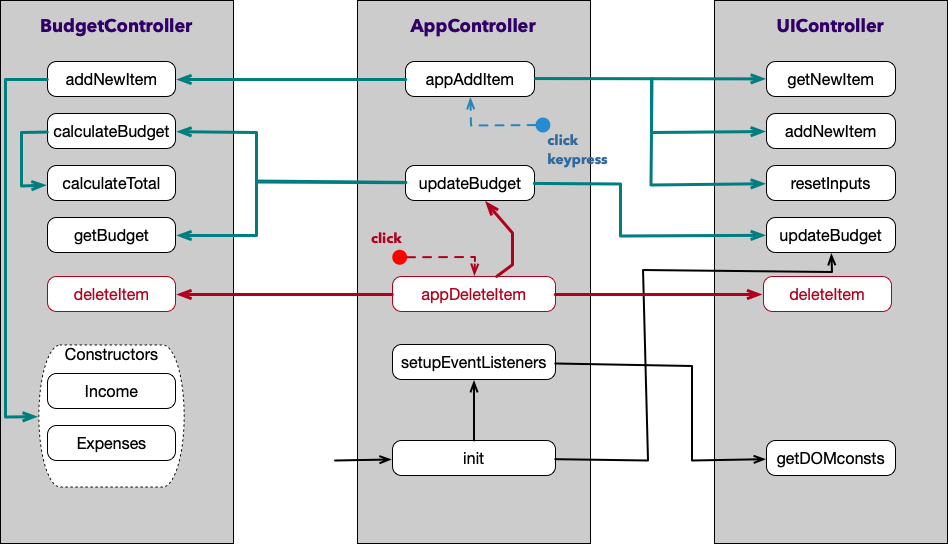 BudgetController
AppController
UIController
addNewItem
appAddItem
getNewItem
calculateBudget
click
keypress
addNewItem
calculateTotal
updateBudget
resetInputs
getBudget
click
updateBudget
deleteItem
appDeleteItem
deleteItem
Constructors
Income
Expenses
setupEventListeners
init
getDOMconsts